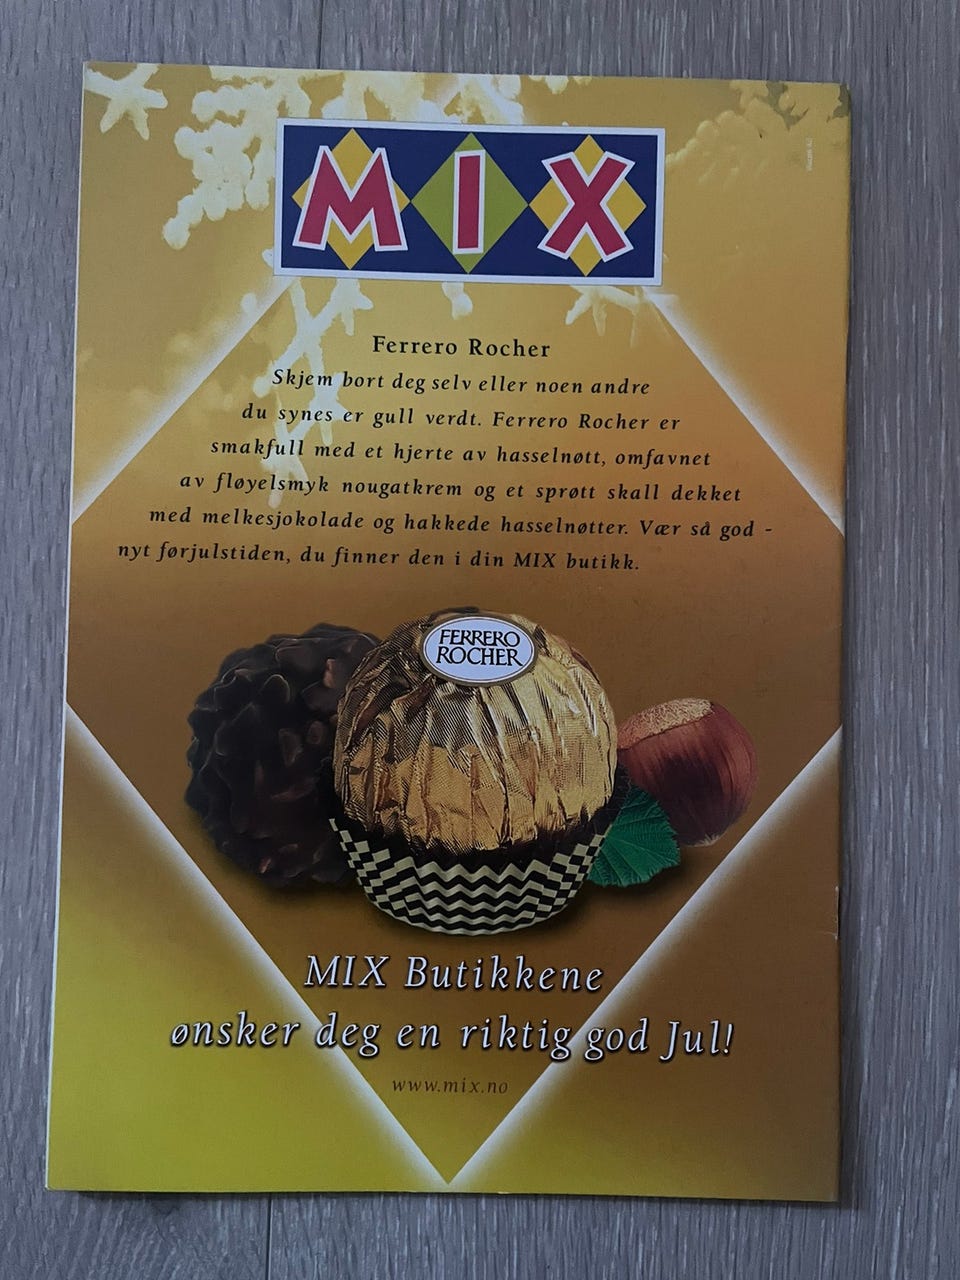 MIX
Ferrero Rocher
Skjem bort deg selv eller noen andre
du synes er gull verdt. Ferrero Rocher er
smakfull med et hjerte av hasselnøtt, omfavnet
av fløyelsmyk nougatkrem og et sprøtt skall dekket
med melkesjokolade og hakkede hasselnøtter. Vær så god -
nyt førjulstiden, du finner den i din MIX butikk.
FERRERO
ROCHER
MIX Butikkene
ønsker deg en riktig god Jul!
www.mix.no